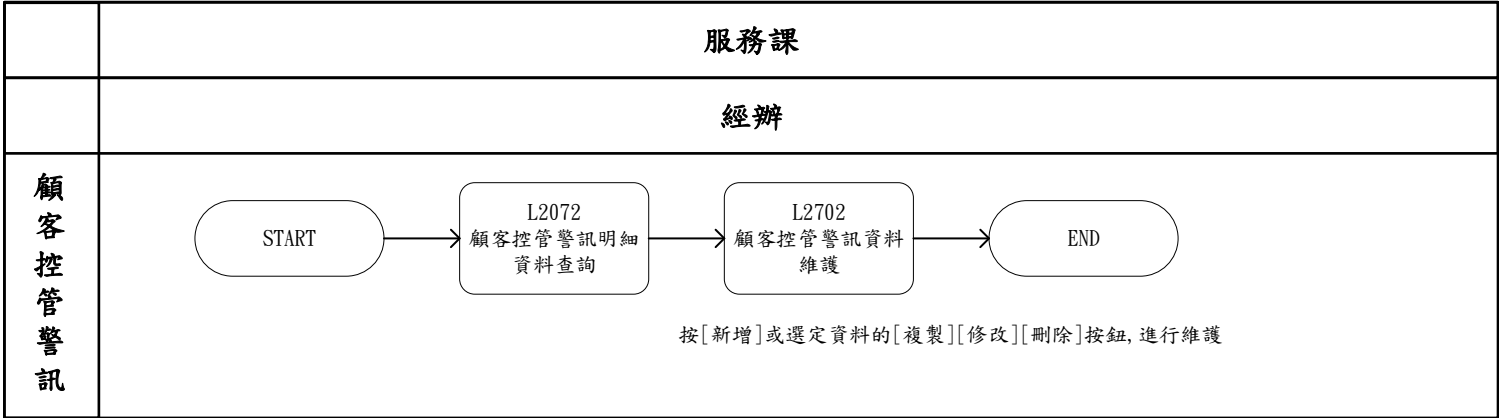 服務課
經辦
顧客控管警訊
START
L2072
顧客控管警訊明細
資料查詢
L2702
顧客控管警訊資料
維護
END
按[新增]或選定資料的[複製][修改][刪除]按鈕,進行維護